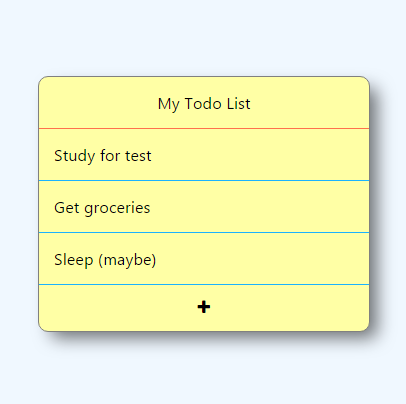 My Todo List
Study for test
Get groceries
Sleep (maybe)
+